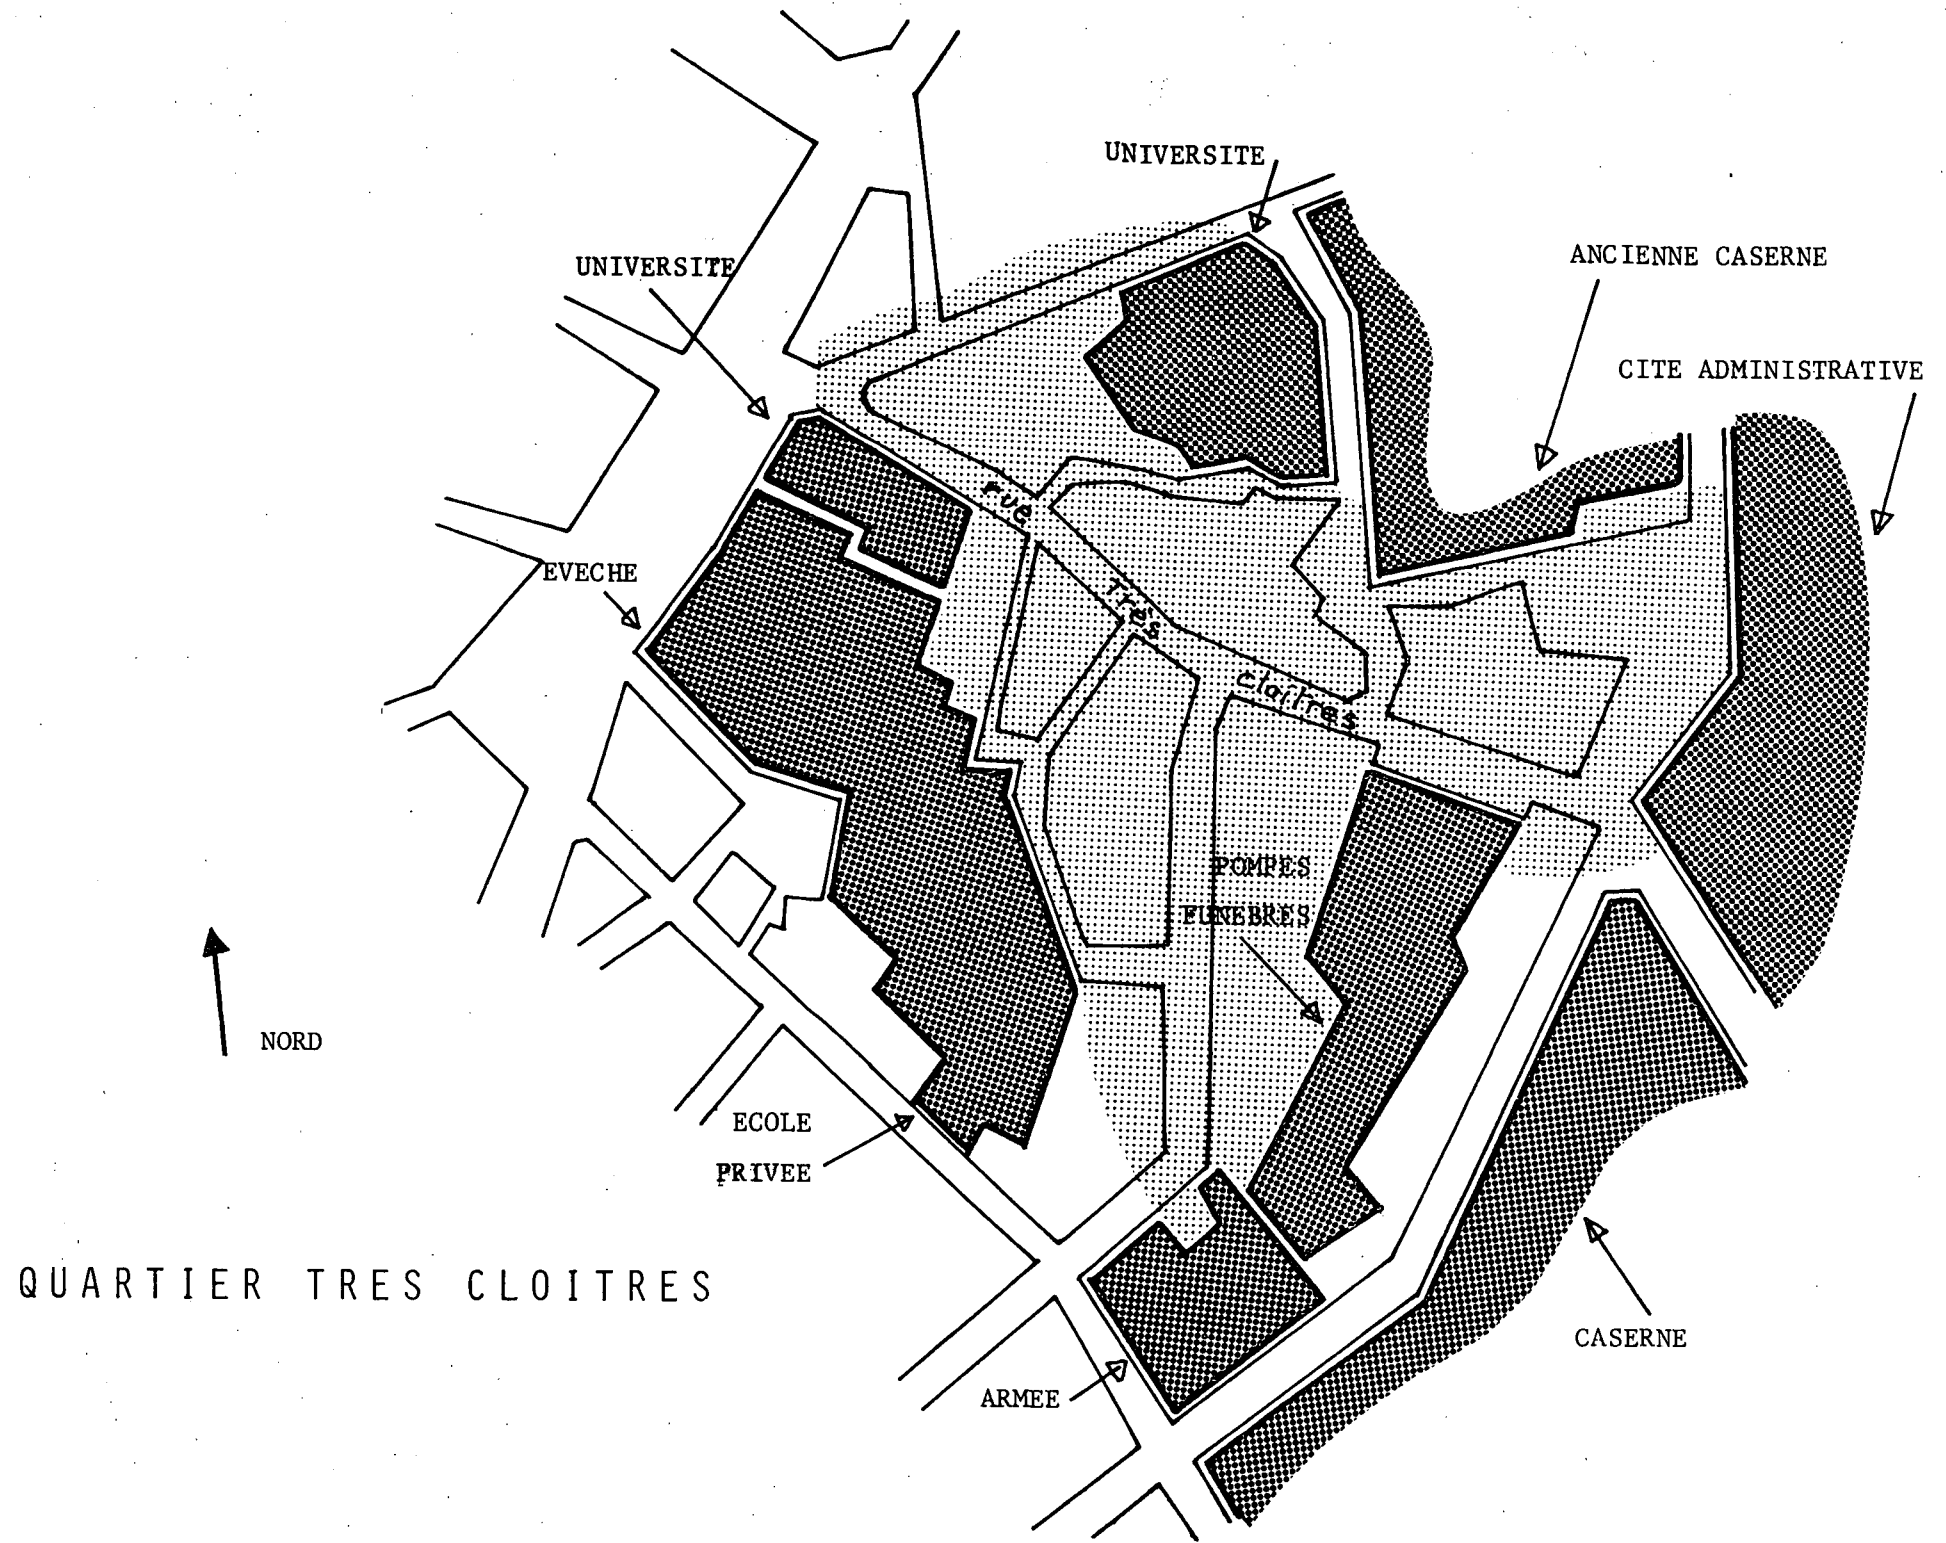 UNIVERSITE
UNIVERSITE
ANCIENNE CASERNE
CITE ADMINISTRATIVE
rue
Très
Cloîtres
EVECHE
POMPES
FUNEBRES
NORD
ECOLE
PRIVEE
QUARTIER TRES CLOITRES
CASERNE
ARMEE